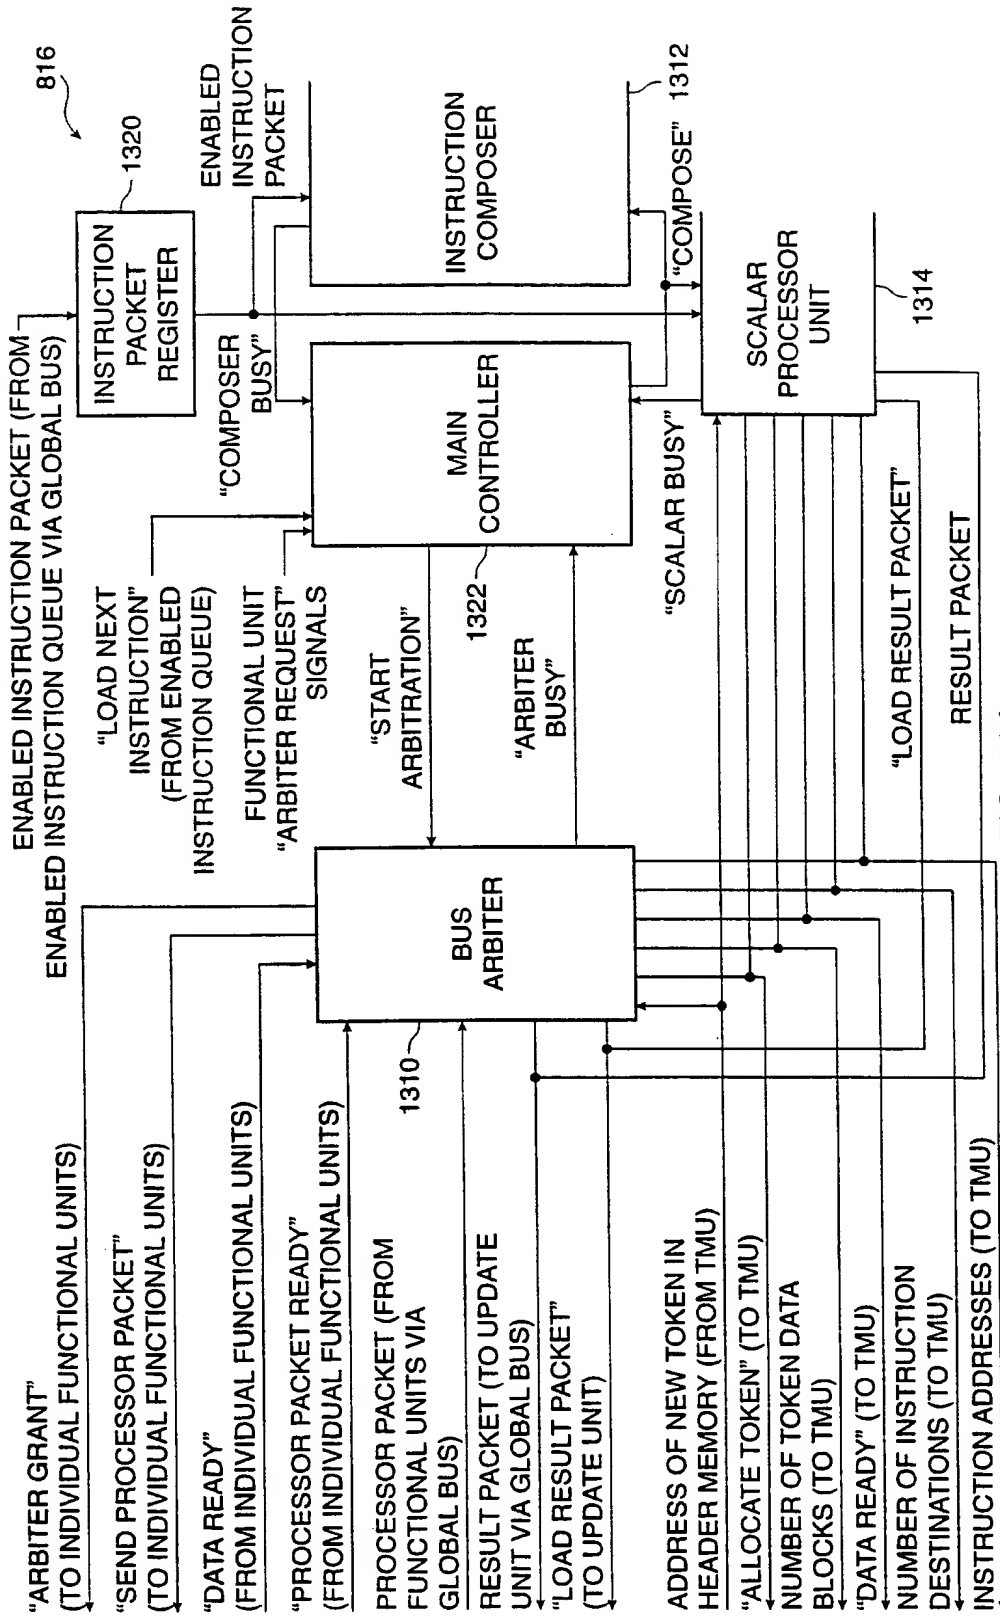 816
ENABLED INSTRUCTION PACKET (FROM
ENABLED INSTRUCTION QUEUE VIA GLOBAL BUS)
INSTRUCTION
PACKET
REGISTER
1320
ENABLED
INSTRUCTION
PACKET
INSTRUCTION
COMPOSER
1312
"COMPOSER
BUSY"
"LOAD NEXT
INSTRUCTION"
(FROM ENABLED
INSTRUCTION QUEUE)
FUNCTIONAL UNIT
"ARBITER REQUEST"
SIGNALS
MAIN
CONTROLLER
1322
"COMPOSE"
"SCALAR BUSY"
SCALAR
PROCESSOR
UNIT
1314
"START
ARBITRATION"
"ARBITER
BUSY"
"LOAD RESULT PACKET"
RESULT PACKET
BUS
ARBITER
1310
"ARBITER GRANT"
(TO INDIVIDUAL FUNCTIONAL UNITS)
"SEND PROCESSOR PACKET"
(TO INDIVIDUAL FUNCTIONAL UNITS)
"DATA READY"
(FROM INDIVIDUAL FUNCTIONAL UNITS)
"PROCESSOR PACKET READY"
(FROM INDIVIDUAL FUNCTIONAL UNITS)
PROCESSOR PACKET (FROM
FUNCTIONAL UNITS VIA
GLOBAL BUS)
RESULT PACKET (TO UPDATE
UNIT VIA GLOBAL BUS)
"LOAD RESULT PACKET"
(TO UPDATE UNIT)
ADDRESS OF NEW TOKEN IN
HEADER MEMORY (FROM TMU)
"ALLOCATE TOKEN" (TO TMU)
NUMBER OF TOKEN DATA
BLOCKS (TO TMU)
"DATA READY" (TO TMU)
NUMBER OF INSTRUCTION
DESTINATIONS (TO TMU)
INSTRUCTION ADDRESSES (TO TMU)